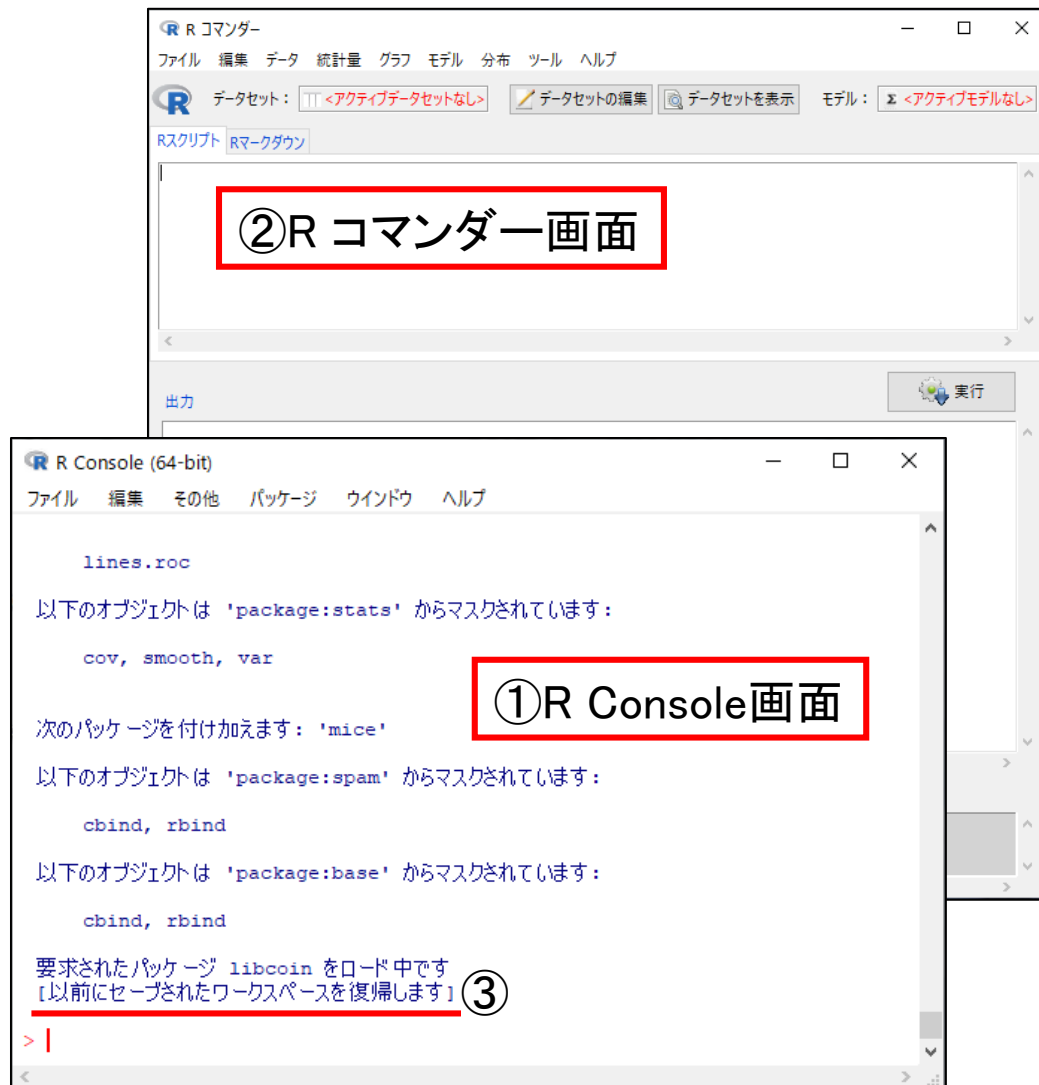 R コマンダー
ファイル 編集 データ 統計量 グラフ モデル 分布 ツール ヘルプ
R データセット： <アクティブデータセットなし> データセットの編集 データセットを表示 モデル： Σ <アクティブモデルなし>
Rスクリプト Rマークダウン
②R コマンダー画面
実行
出力
R Console (64-bit)
ファイル 編集 その他 パッケージ ウインドウ ヘルプ
lines.roc
以下のオブジェクトは 'package:stats' からマスクされています:
cov, smooth, var
①R Console画面
次のパッケージを付け加えます: 'mice'
以下のオブジェクトは 'package:spam' からマスクされています:
cbind, rbind
以下のオブジェクトは 'package:base' からマスクされています:
cbind, rbind
要求されたパッケージ libcoin をロード中です
[以前にセーブされたワークスペースを復帰します] ③
>